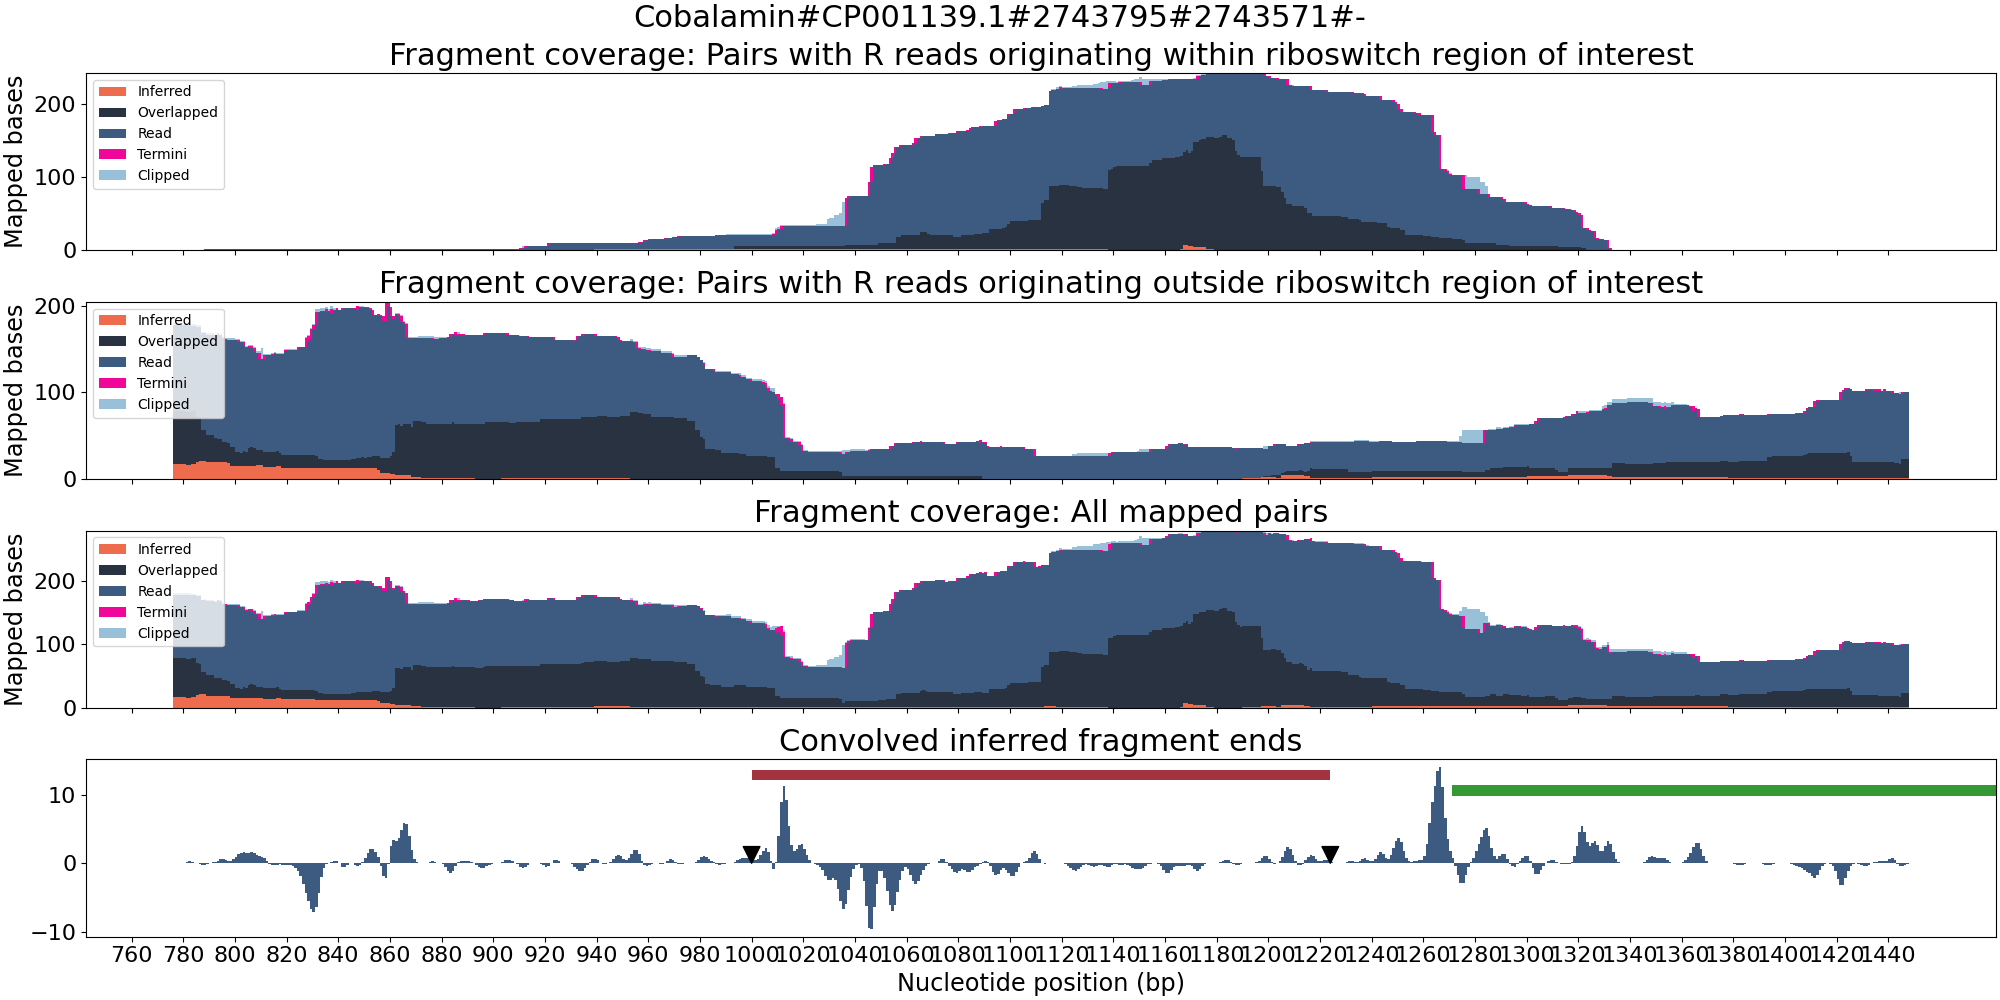 Cobalamin#CP001139.1#2743795#2743571#-
Fragment coverage: Pairs with R reads originating within riboswitch region of interest
Mapped bases
200
100
0
Inferred
Overlapped
Read
Termini
Clipped
Fragment coverage: Pairs with R reads originating outside riboswitch region of interest
Mapped bases
200
100
0
Inferred
Overlapped
Read
Termini
Clipped
Fragment coverage: All mapped pairs
Mapped bases
200
100
0
Inferred
Overlapped
Read
Termini
Clipped
Convolved inferred fragment ends
10
0
−10
760 780 800 820 840 860 880 900 920 940 960 980 1000 1020 1040 1060 1080 1100 1120 1140 1160 1180 1200 1220 1240 1260 1280 1300 1320 1340 1360 1380 1400 1420 1440
Nucleotide position (bp)